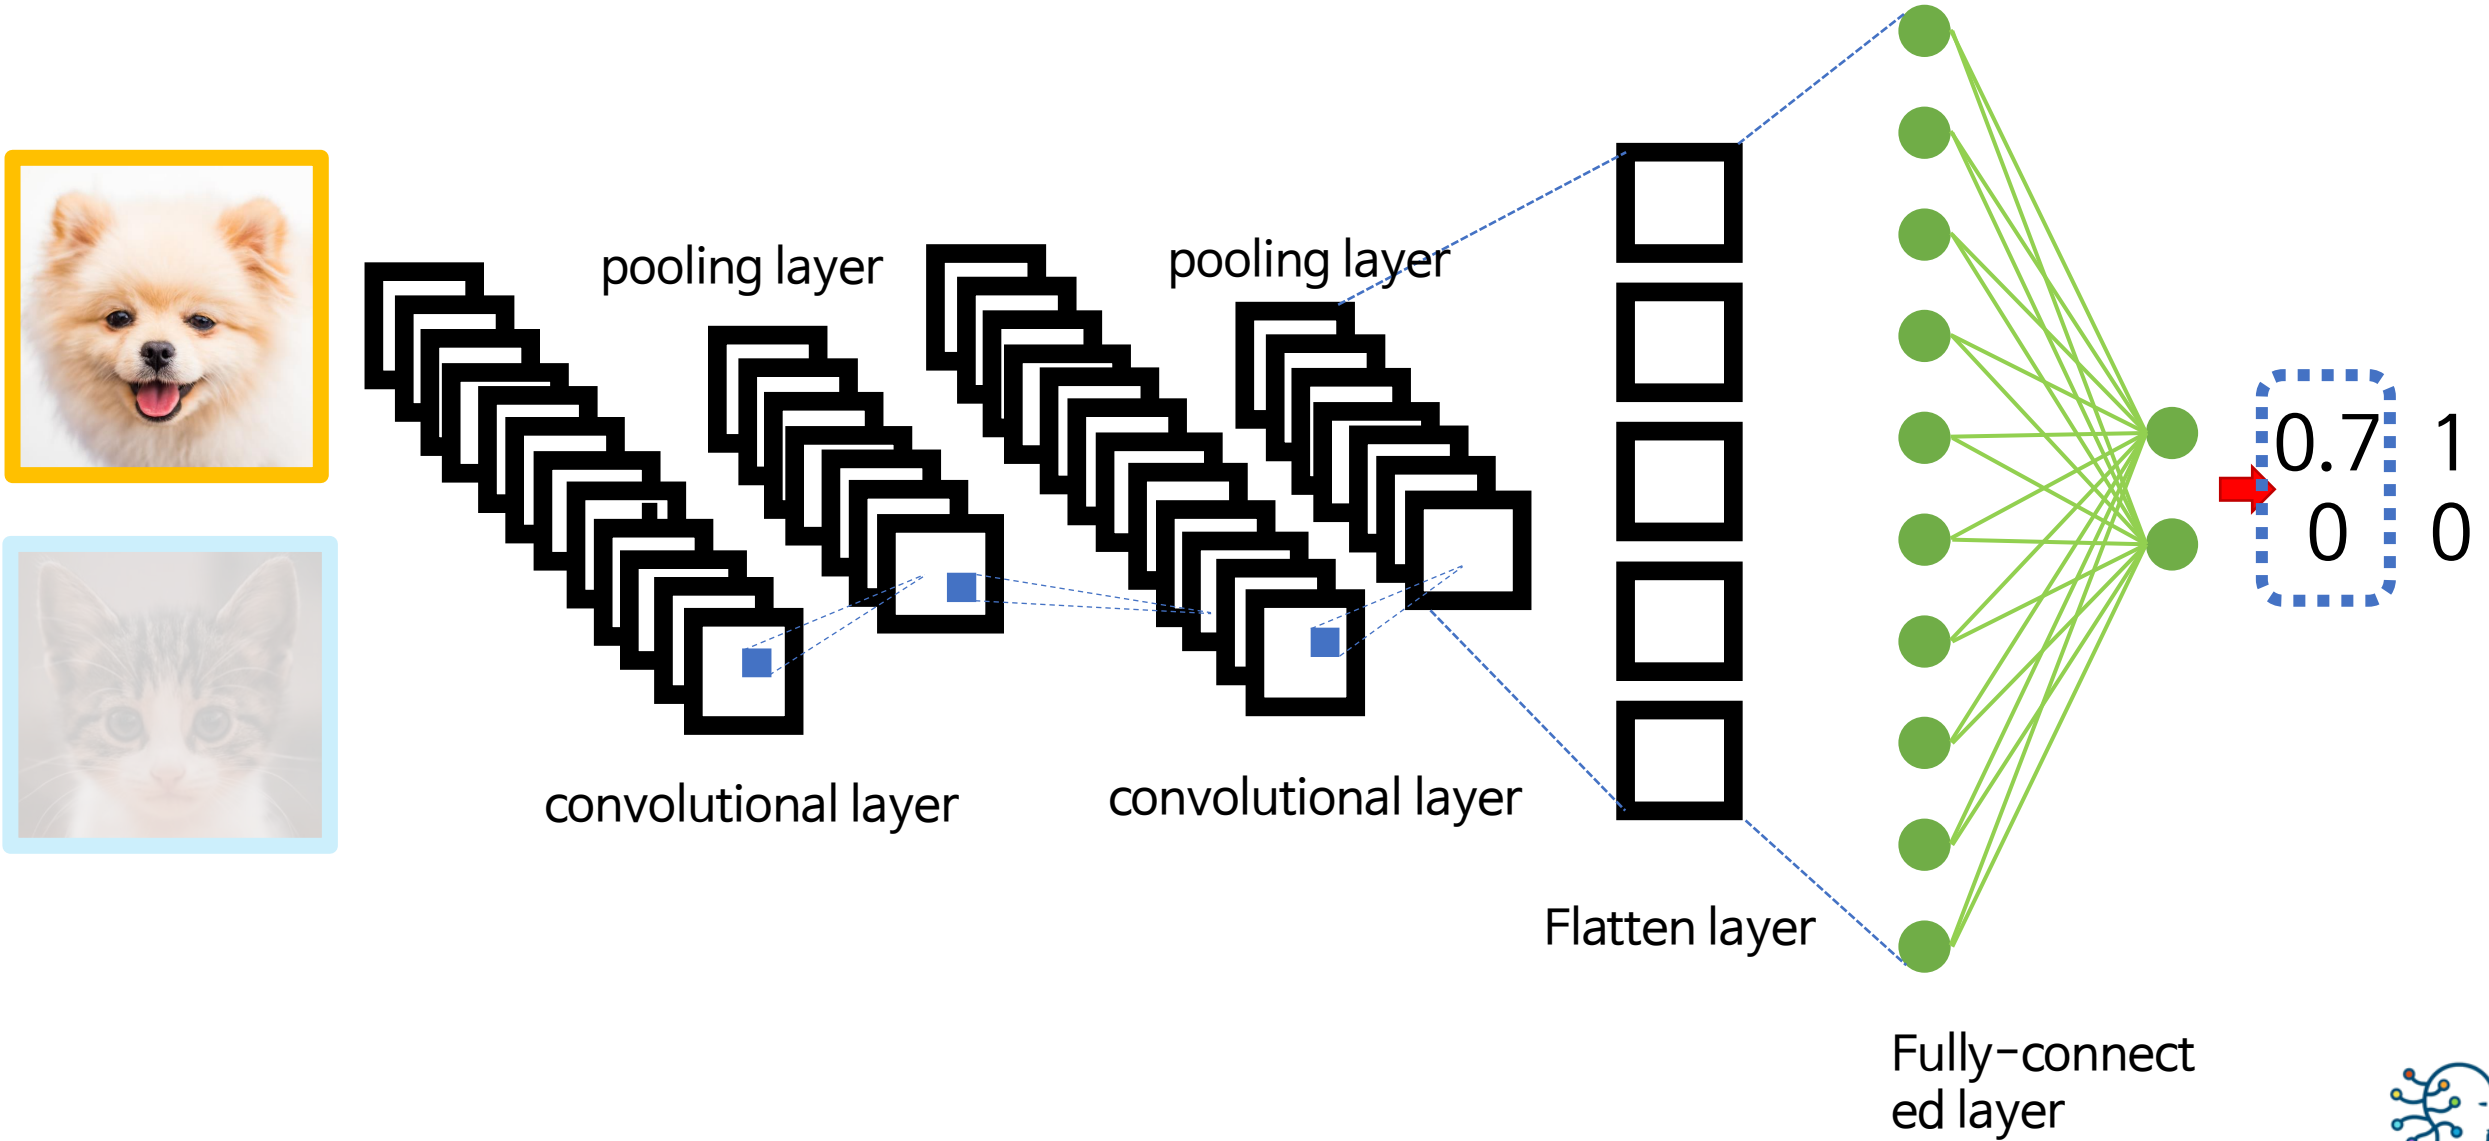 pooling layer
pooling layer
convolutional layer
convolutional layer
Flatten layer
Fully-connect
ed layer
0.7 1
0 0